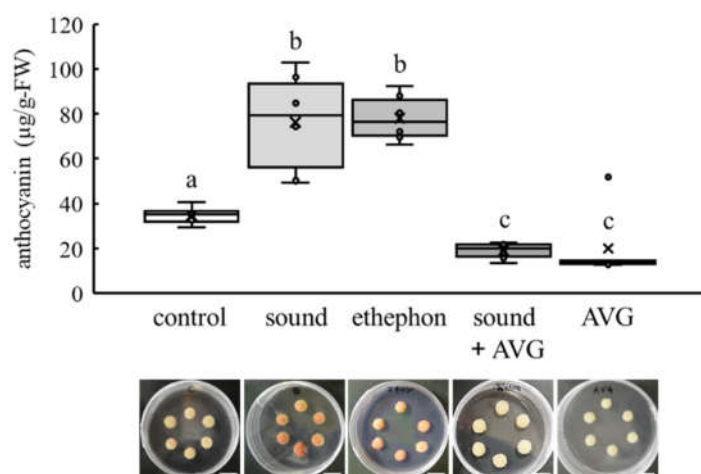 anthocyanin (μg/g-FW)
120
100
80
60
40
20
0
a
b
b
c
c
control
sound
ethephon
sound
+ AVG
AVG